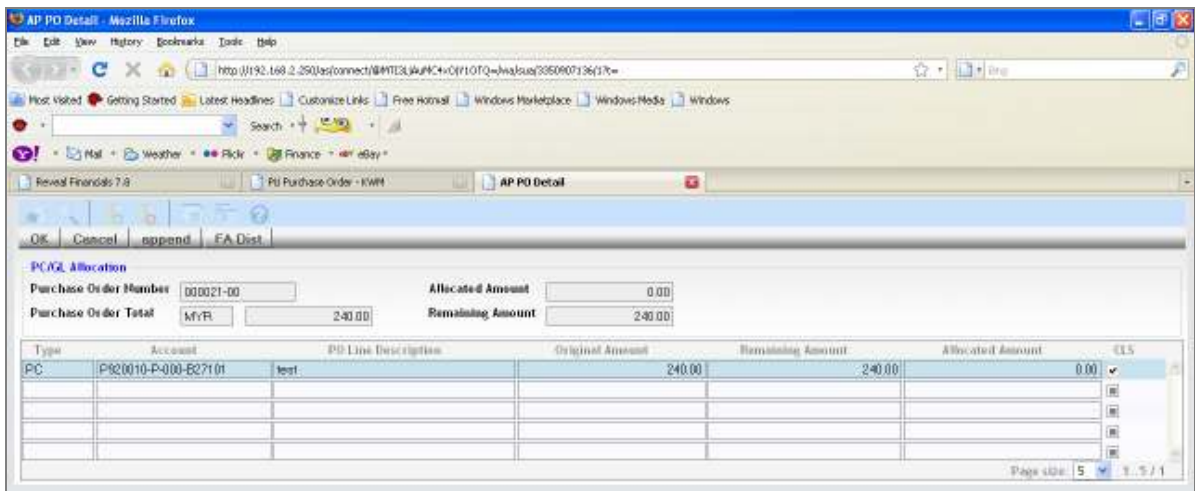 AP PO Detail - Mozilla Firefox
File Edit View History Bookmarks Tools Help
Most Visited Getting Started Latest Headlines Customize Links Free Hotmail Windows Marketplace Windows Media Windows
Search
Y! Mail Weather Flickr Finance eBay
Reveal Financials 7.8 PU Purchase Order - KWM AP PO Detail
OK Cancel append FA Dist.
PC/GL Allocation
Purchase Order Number 000021-00 Allocated Amount 0.00
Purchase Order Total MYR 240.00 Remaining Amount 240.00
Type Account PO Line Description Original Amount Remaining Amount Allocated Amount CLS
PC P920010-P-000-B27101 test 240.00 240.00 0.00
Page size: 5 1..5 / 1